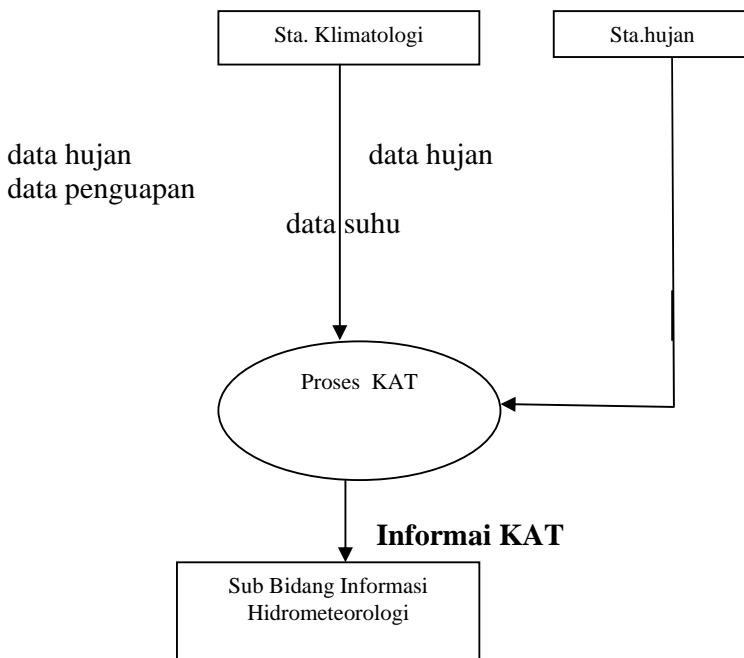 Sta. Klimatologi
Sta.hujan
data hujan
data hujan
data penguapan
data suhu
Proses KAT
Informai KAT
Sub Bidang Informasi
Hidrometeorologi